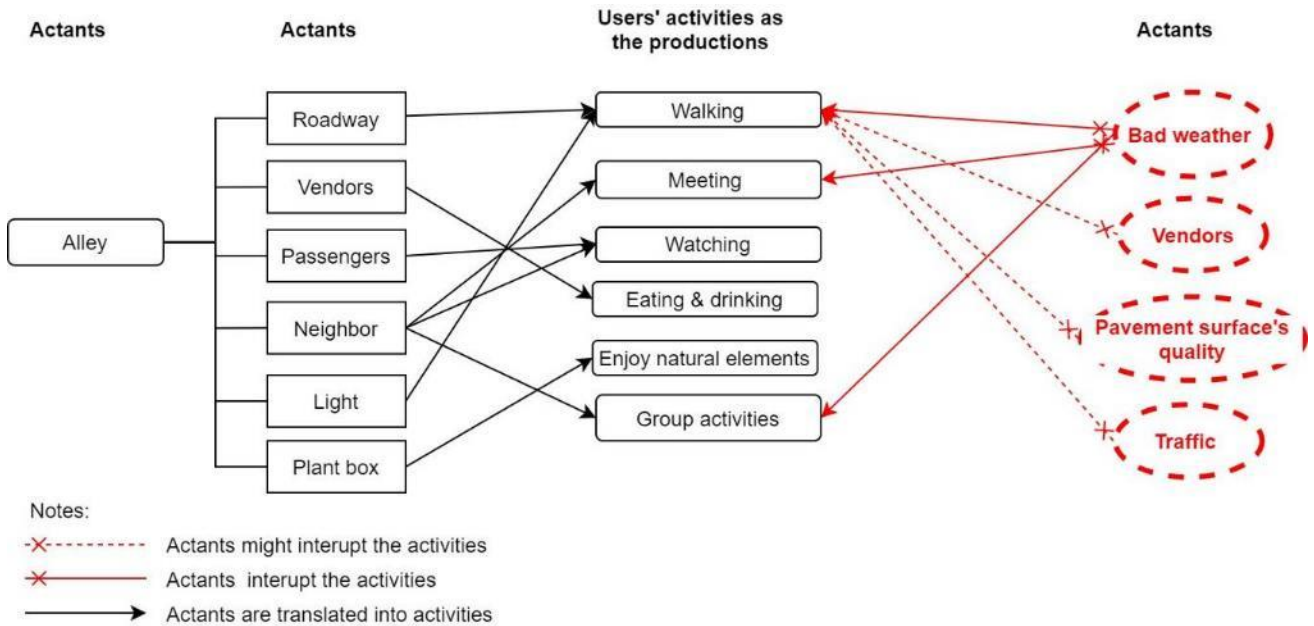 Actants
Actants
Users' activities as
the productions
Actants
Alley
Roadway
Vendors
Passengers
Neighbor
Light
Plant box
Walking
Meeting
Watching
Eating & drinking
Enjoy natural elements
Group activities
Bad weather
Vendors
Pavement surface's
quality
Traffic
Notes:
Actants might interupt the activities
Actants interupt the activities
Actants are translated into activities